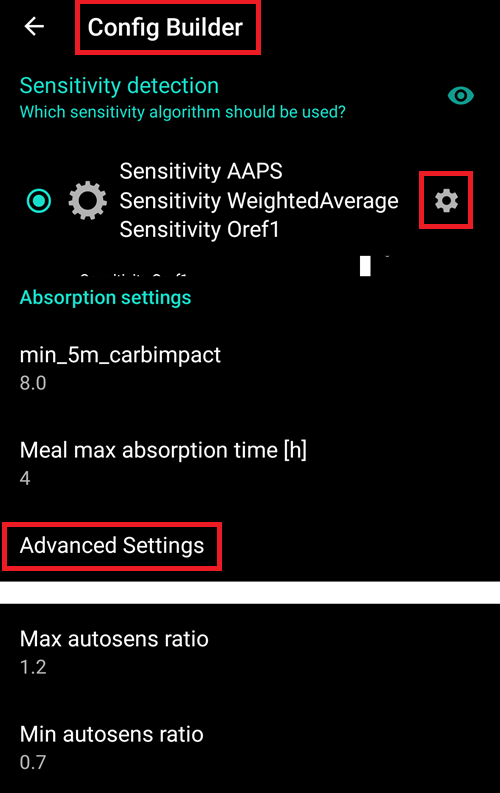 Config Builder
Sensitivity detection
Which sensitivity algorithm should be used?
Sensitivity AAPS
Sensitivity WeightedAverage
Sensitivity Oref1
Absorption settings
min_5m_carbimpact
8.0
Meal max absorption time [h]
4
Advanced Settings
Max autosens ratio
1.2
Min autosens ratio
0.7